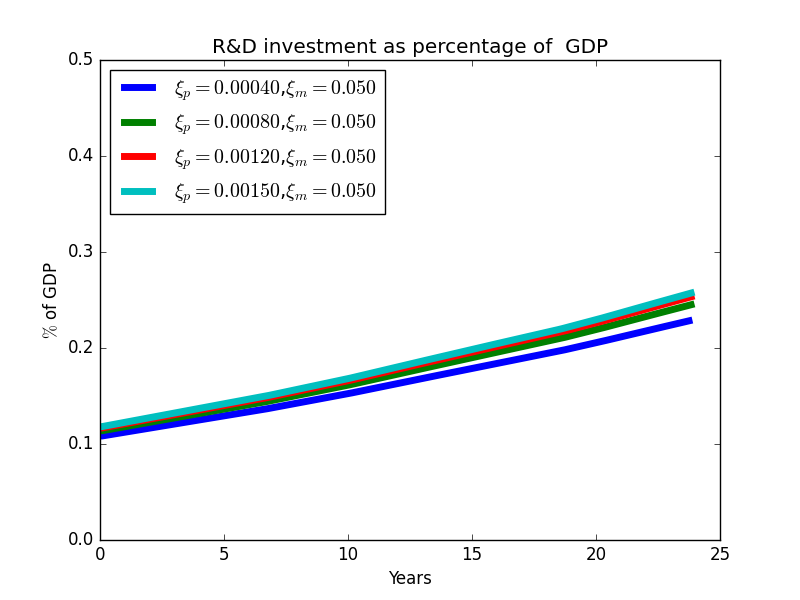 R&D investment as percentage of  GDP
0.5
ξp = 0.00040,ξm = 0.050
ξp = 0.00080,ξm = 0.050
ξp = 0.00120,ξm = 0.050
ξp = 0.00150,ξm = 0.050
0.4
0.3
% of GDP
0.2
0.1
0.0
0 5 10 15 20 25
Years